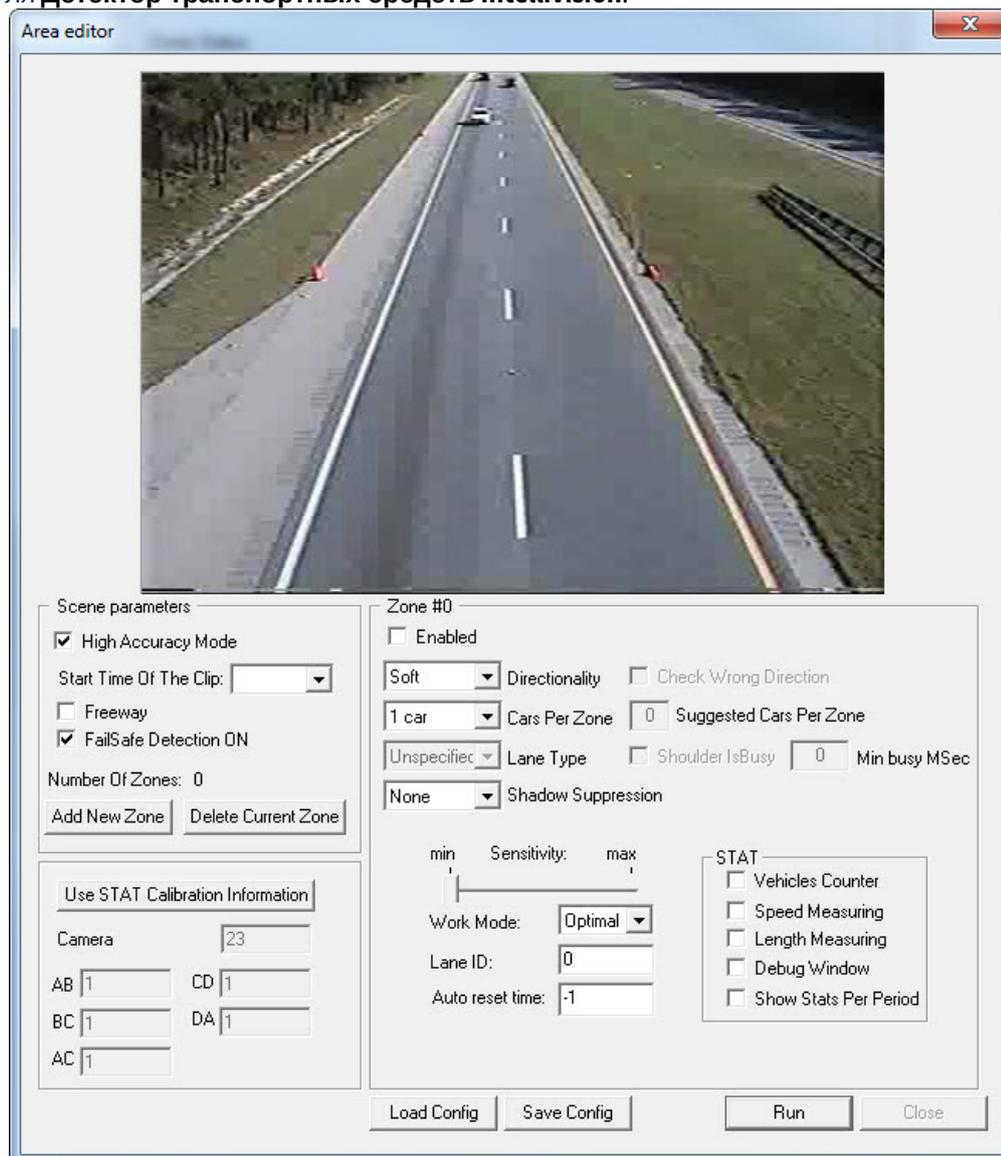 Детектор транспортных средств
Area editor
Scene parameters
High Accuracy Mode
Start Time Of The Clip:
Freeway
FailSafe Detection ON
Number Of Zones: 0
Add New Zone Delete Current Zone
Use STAT Calibration Information
Camera 23
AB 1 CD 1
BC 1 DA 1
AC 1
Zone #0
Enabled
Soft Directionality Check Wrong Direction
1 car Cars Per Zone 0 Suggested Cars Per Zone
Unspecified Lane Type Shoulder IsBusy 0 Min busy MSec
None Shadow Suppression
min Sensitivity: max
Work Mode: Optimal
Lane ID: 0
Auto reset time: -1
STAT
Vehicles Counter
Speed Measuring
Length Measuring
Debug Window
Show Stats Per Period
Load Config Save Config Run Close